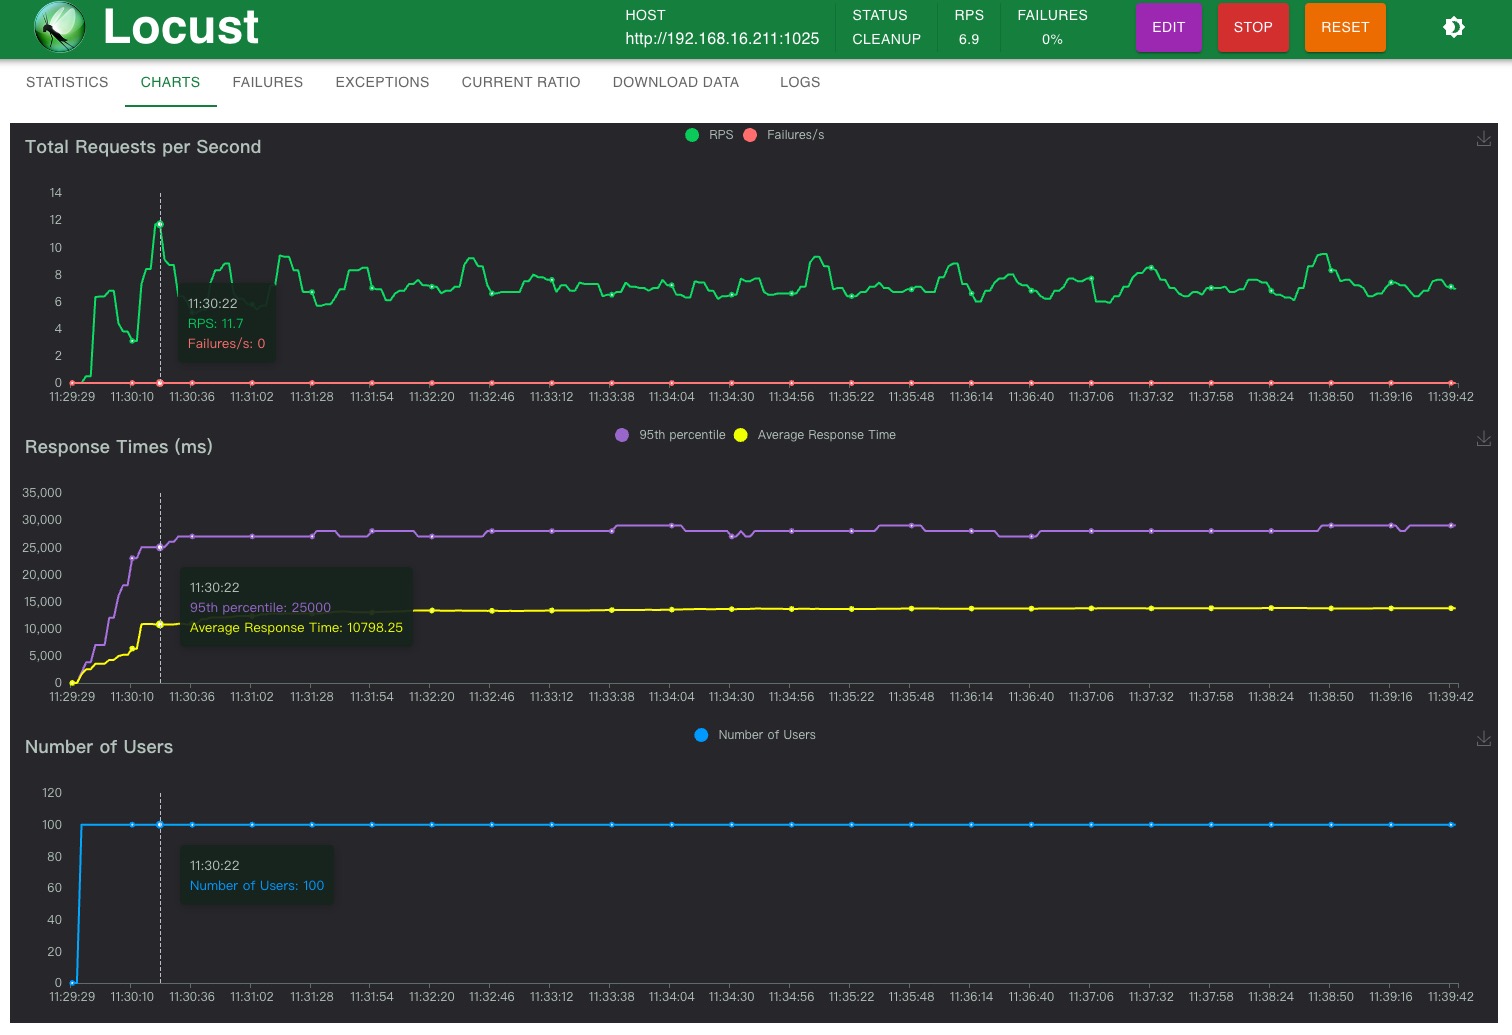 Locust
HOST
http://192.168.16.211:1025
STATUS
CLEANUP
RPS
6.9
FAILURES
0%
EDIT
STOP
RESET
STATISTICS
CHARTS
FAILURES
EXCEPTIONS
CURRENT RATIO
DOWNLOAD DATA
LOGS
Total Requests per Second
RPS
Failures/s
14
12
10
8
6
4
2
0
11:30:22
RPS: 11.7
Failures/s: 0
11:29:29 11:30:10 11:30:36 11:31:02 11:31:28 11:31:54 11:32:20 11:32:46 11:33:12 11:33:38 11:34:04 11:34:30 11:34:56 11:35:22 11:35:48 11:36:14 11:36:40 11:37:06 11:37:32 11:37:58 11:38:24 11:38:50 11:39:16 11:39:42
Response Times (ms)
95th percentile
Average Response Time
35,000
30,000
25,000
20,000
15,000
10,000
5,000
0
11:30:22
95th percentile: 25000
Average Response Time: 10798.25
11:29:29 11:30:10 11:30:36 11:31:02 11:31:28 11:31:54 11:32:20 11:32:46 11:33:12 11:33:38 11:34:04 11:34:30 11:34:56 11:35:22 11:35:48 11:36:14 11:36:40 11:37:06 11:37:32 11:37:58 11:38:24 11:38:50 11:39:16 11:39:42
Number of Users
Number of Users
120
100
80
60
40
20
0
11:30:22
Number of Users: 100
11:29:29 11:30:10 11:30:36 11:31:02 11:31:28 11:31:54 11:32:20 11:32:46 11:33:12 11:33:38 11:34:04 11:34:30 11:34:56 11:35:22 11:35:48 11:36:14 11:36:40 11:37:06 11:37:32 11:37:58 11:38:24 11:38:50 11:39:16 11:39:42